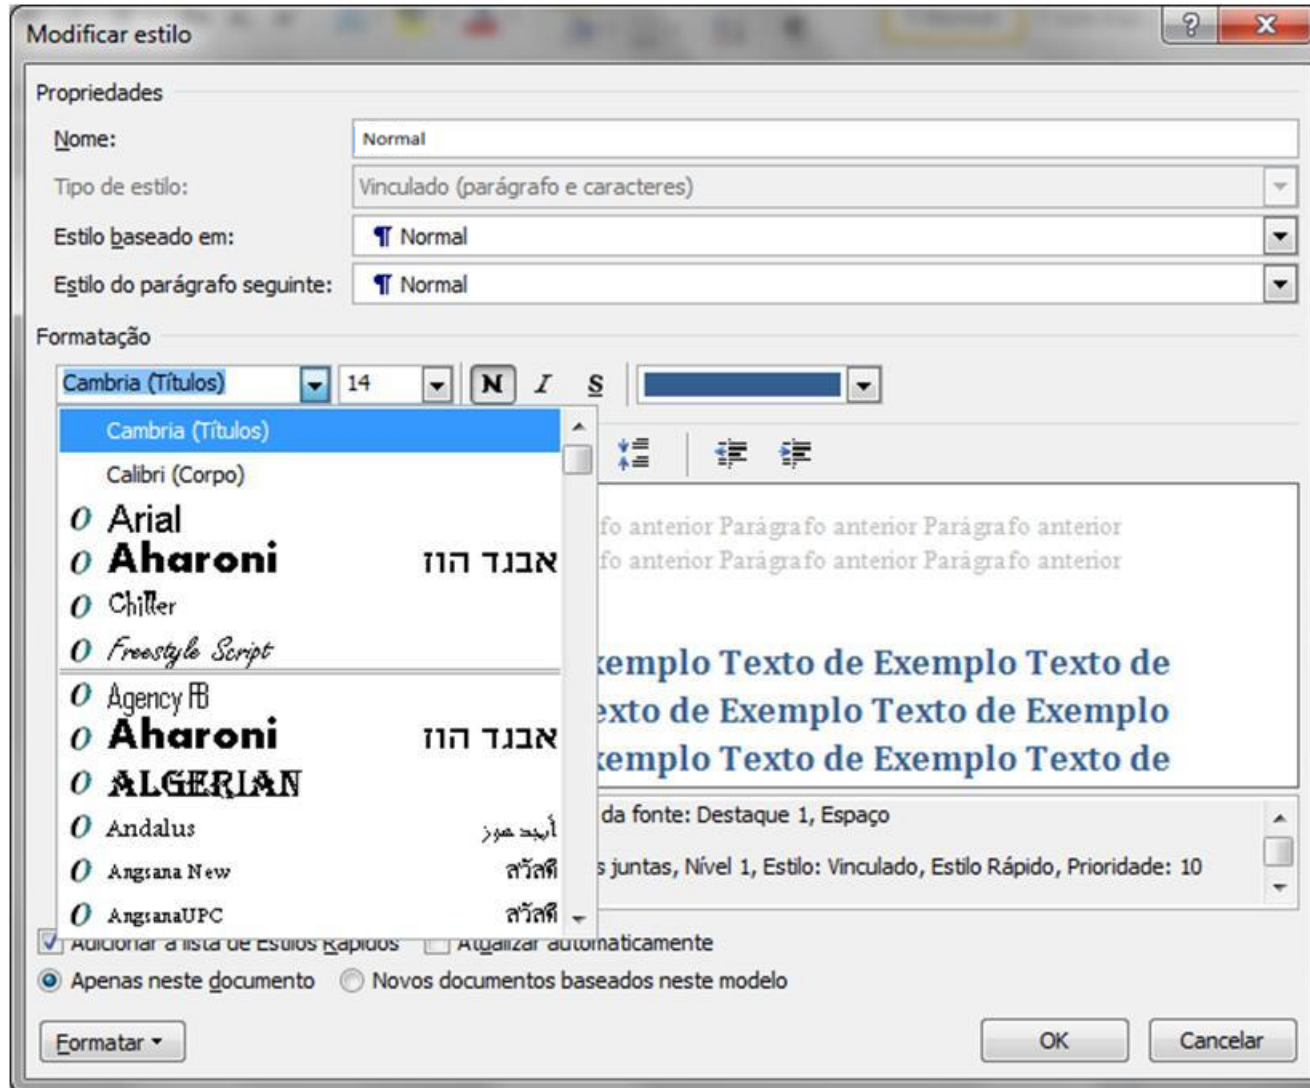 Modificar estilo
Propriedades
Nome: Normal
Tipo de estilo: Vinculado (parágrafo e caracteres)
Estilo baseado em: ¶ Normal
Estilo do parágrafo seguinte: ¶ Normal
Formatação
Cambria (Títulos) 14 N I S
Cambria (Títulos)
Calibri (Corpo)
O Arial
O Aharoni אבגד הוז
O Chiller
O Freestyle Script
O Agency FB
O Aharoni אבגד הוז
O ALGERIAN
O Andalus أبجد هوز
O Angsana New สวัสดี
O AngsanaUPC สวัสดี
fo anterior Parágrafo anterior Parágrafo anterior
fo anterior Parágrafo anterior Parágrafo anterior
xemplo Texto de Exemplo Texto de
exto de Exemplo Texto de Exemplo
xemplo Texto de Exemplo Texto de
da fonte: Destaque 1, Espaço
s juntas, Nível 1, Estilo: Vinculado, Estilo Rápido, Prioridade: 10
Adicionar à lista de Estilos Rápidos Atualizar automaticamente
Apenas neste documento Novos documentos baseados neste modelo
Formatar OK Cancelar